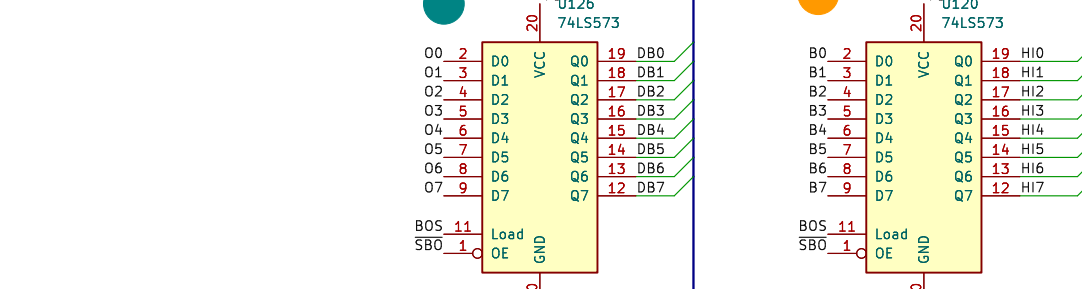 U126
74LS573
20
VCC
O0 2 D0 Q0 19 DB0
O1 3 D1 Q1 18 DB1
O2 4 D2 Q2 17 DB2
O3 5 D3 Q3 16 DB3
O4 6 D4 Q4 15 DB4
O5 7 D5 Q5 14 DB5
O6 8 D6 Q6 13 DB6
O7 9 D7 Q7 12 DB7
BOS 11 Load
SBO 1 OE
GND
U120
74LS573
20
VCC
B0 2 D0 Q0 19 HI0
B1 3 D1 Q1 18 HI1
B2 4 D2 Q2 17 HI2
B3 5 D3 Q3 16 HI3
B4 6 D4 Q4 15 HI4
B5 7 D5 Q5 14 HI5
B6 8 D6 Q6 13 HI6
B7 9 D7 Q7 12 HI7
BOS 11 Load
SBO 1 OE
GND